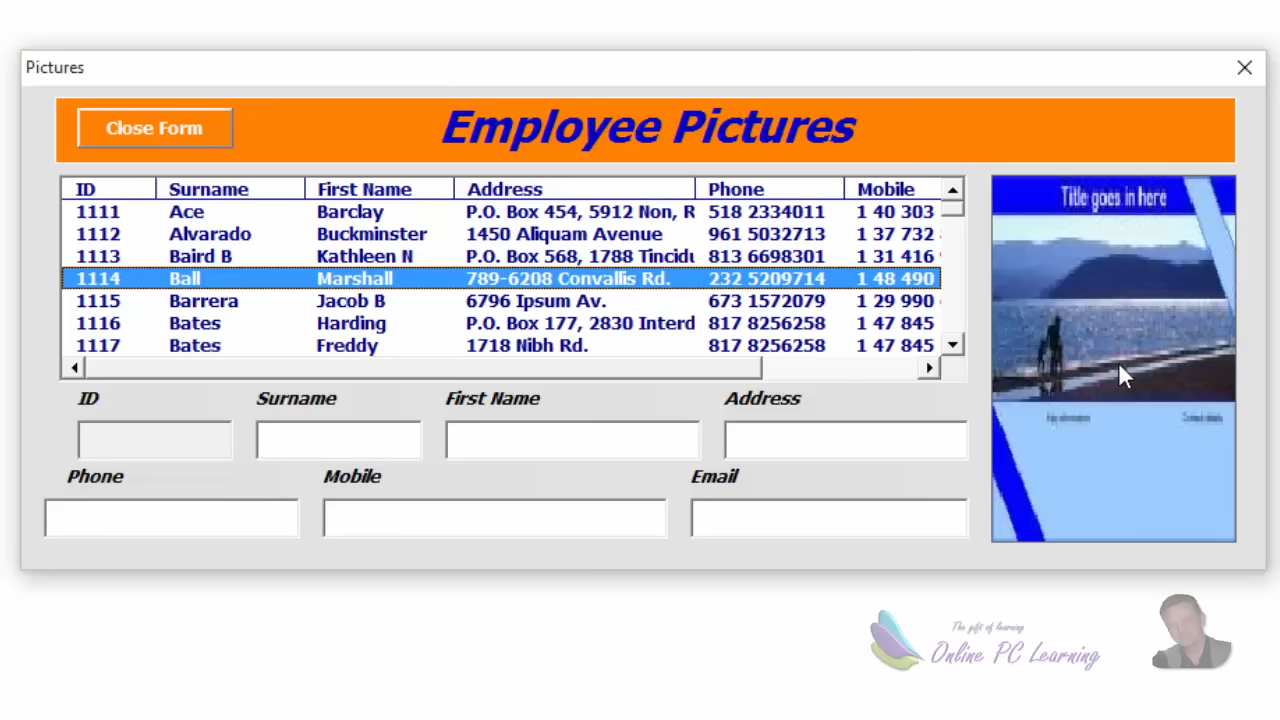 Pictures
Close Form
Employee Pictures
ID Surname First Name Address Phone Mobile
1111 Ace Barclay P.O. Box 454, 5912 Non, R 518 2334011 1 40 303
1112 Alvarado Buckminster 1450 Aliquam Avenue 961 5032713 1 37 732
1113 Baird B Kathleen N P.O. Box 568, 1788 Tincidu 813 6698301 1 31 416
1114 Ball Marshall 789-6208 Convallis Rd. 232 5209714 1 48 490
1115 Barrera Jacob B 6796 Ipsum Av. 673 1572079 1 29 990
1116 Bates Harding P.O. Box 177, 2830 Interd 817 8256258 1 47 845
1117 Bates Freddy 1718 Nibh Rd. 817 8256258 1 47 845
Title goes in here
Contact details
ID Surname First Name Address
Phone Mobile Email
The gift of learning
Online PC Learning